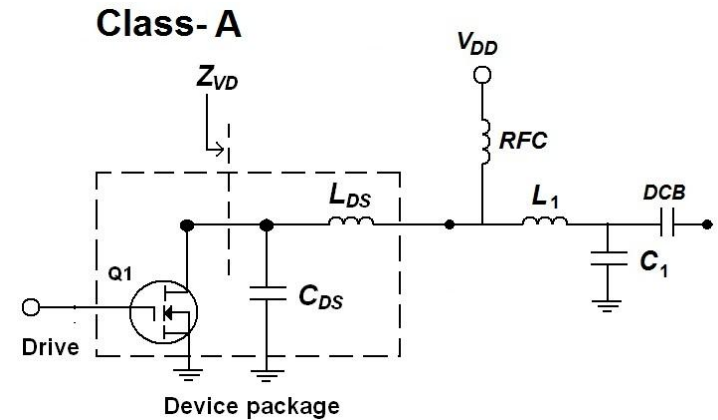 Class-A
V_DD
Z_VD
RFC
L_DS
L_1
DCB
Q1
C_DS
C_1
Drive
Device package